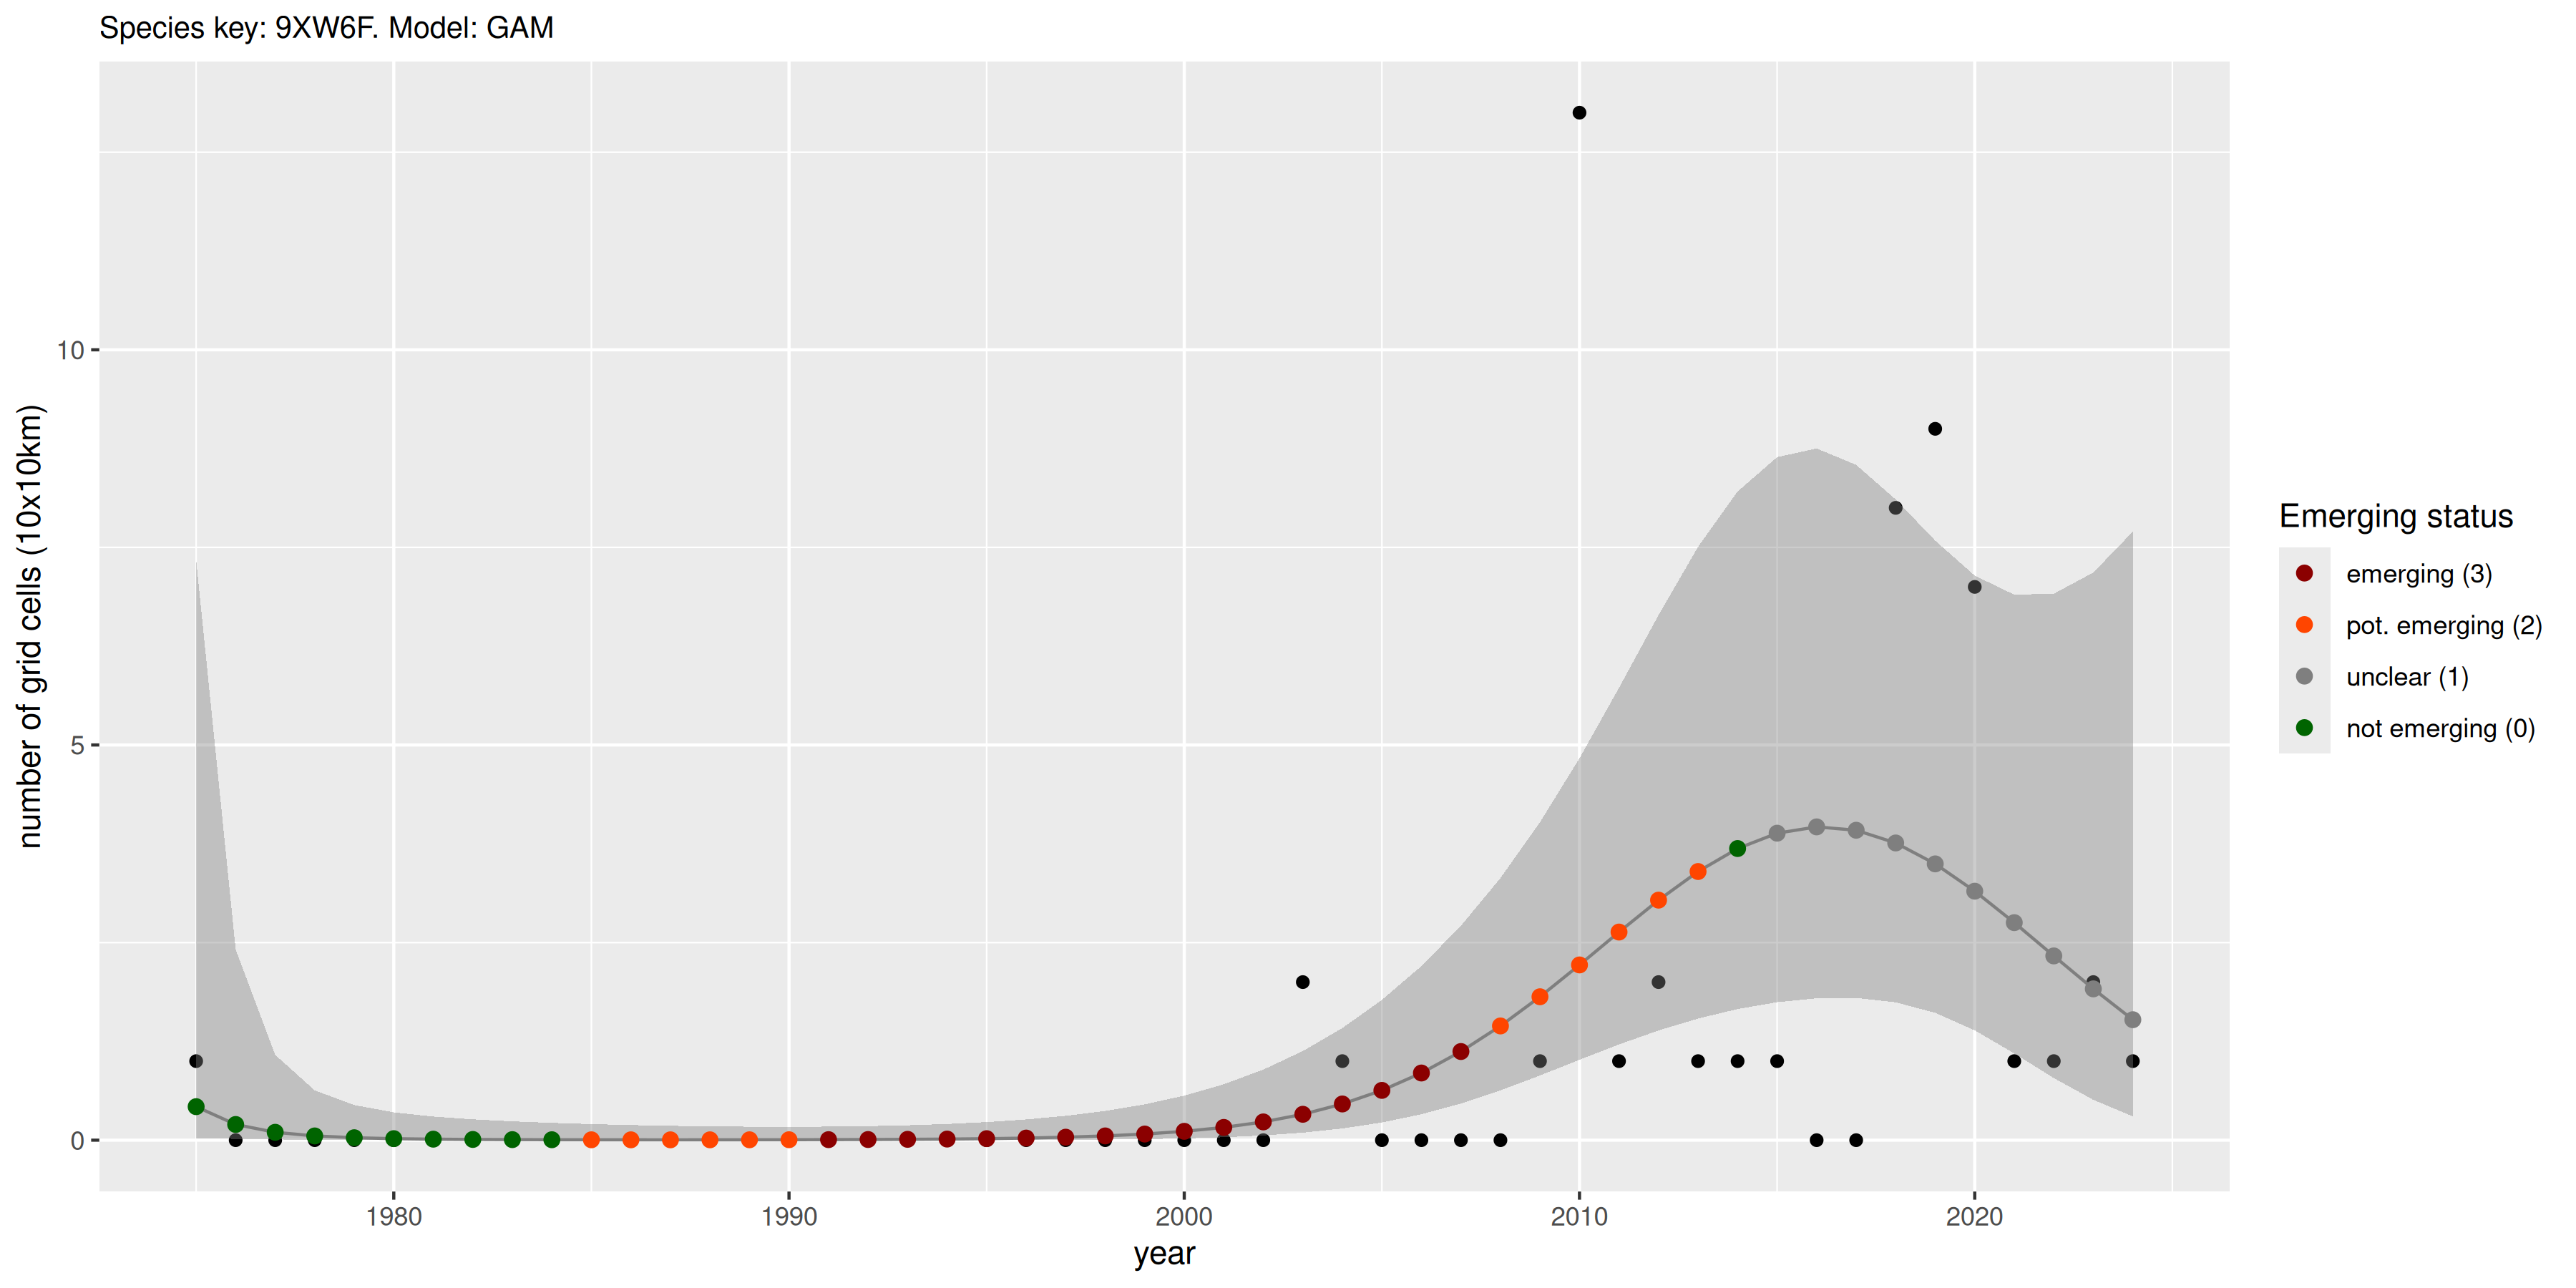 Species key: 9XW6F. Model: GAM
number of grid cells (10x10km)
10
5
0
1980
1990
2000
2010
2020
year
Emerging status
emerging (3)
pot. emerging (2)
unclear (1)
not emerging (0)